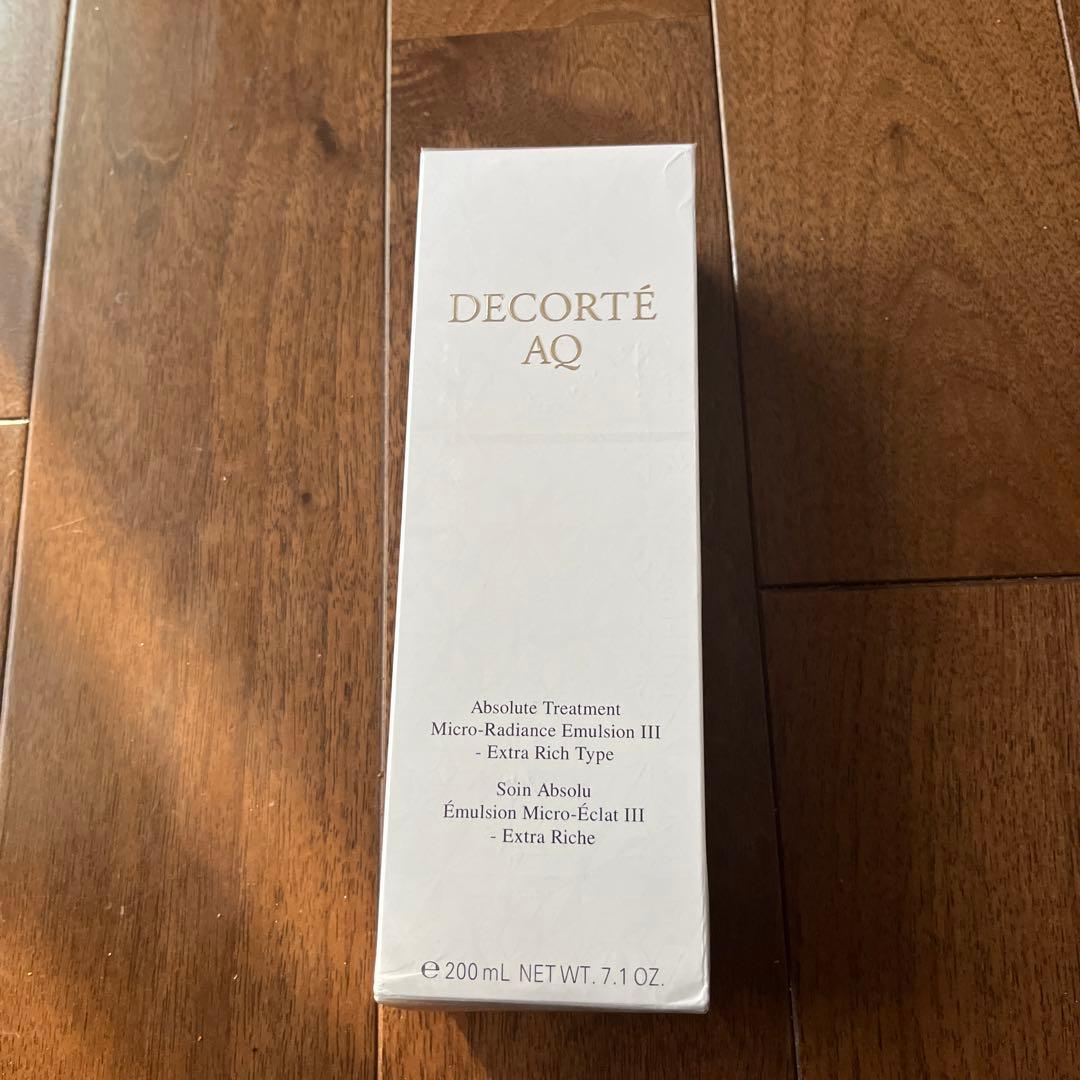 DECORTÉ
AQ
Absolute Treatment
Micro-Radiance Emulsion III
- Extra Rich Type
Soin Absolu
Émulsion Micro-Éclat III
- Extra Riche
℮ 200 mL NET WT. 7.1 OZ.